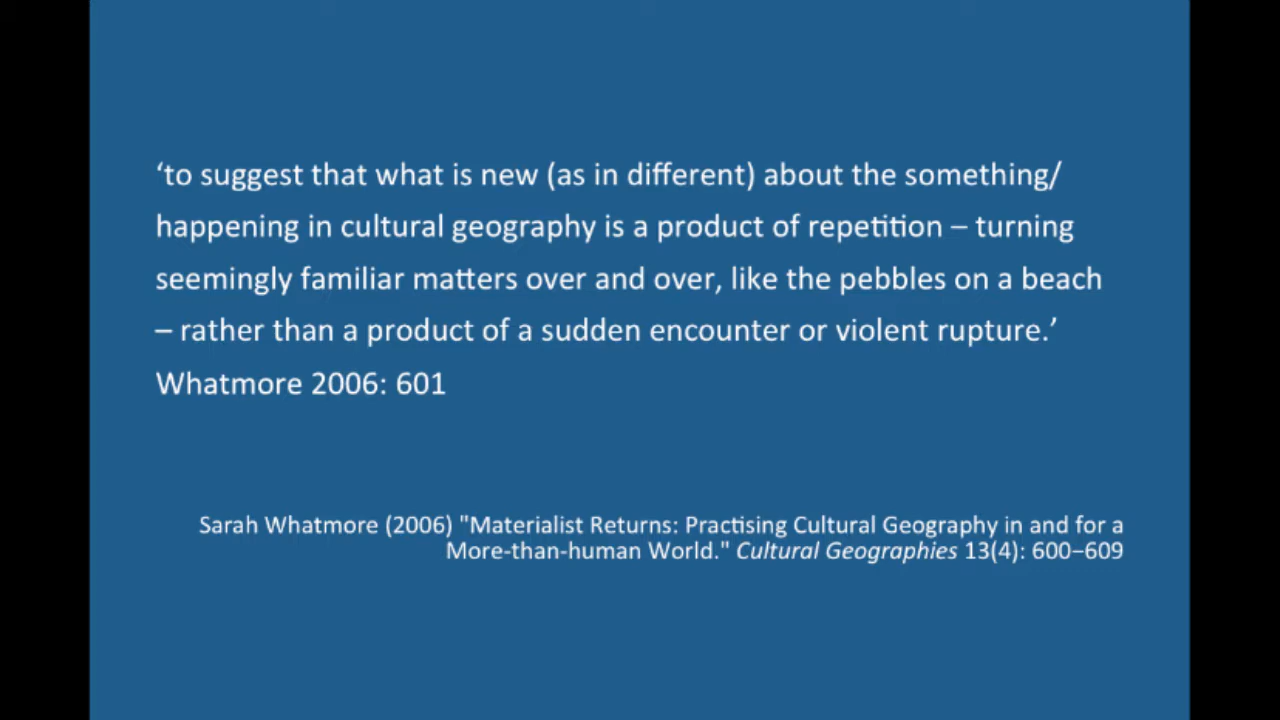 ‘to suggest that what is new (as in different) about the something/
happening in cultural geography is a product of repetition – turning
seemingly familiar matters over and over, like the pebbles on a beach
– rather than a product of a sudden encounter or violent rupture.’
Whatmore 2006: 601
Sarah Whatmore (2006) "Materialist Returns: Practising Cultural Geography in and for a
More-than-human World." Cultural Geographies 13(4): 600–609